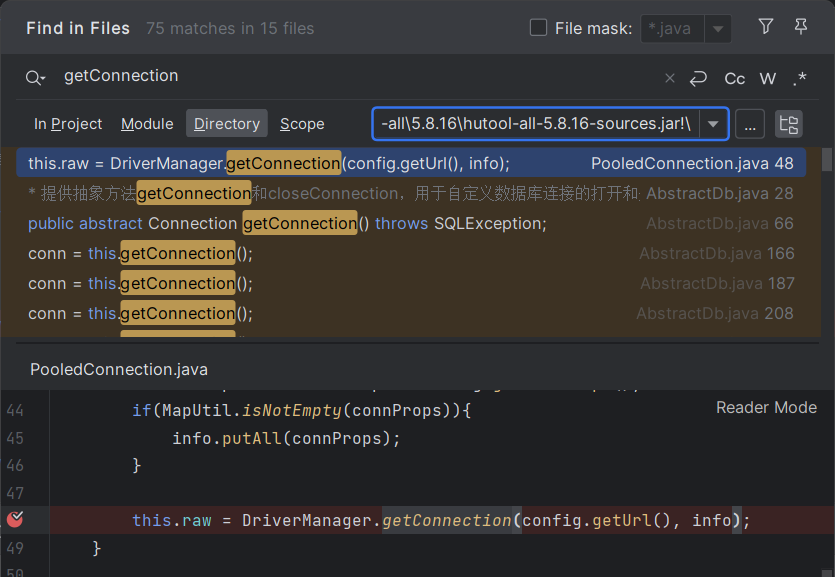 Find in Files 75 matches in 15 files File mask: *.java
getConnection Cc W .*
In Project Module Directory Scope -all\5.8.16\hutool-all-5.8.16-sources.jar!\ ...
this.raw = DriverManager.getConnection(config.getUrl(), info); PooledConnection.java 48
* 提供抽象方法getConnection和closeConnection，用于自定义数据库连接的打开和 AbstractDb.java 28
public abstract Connection getConnection() throws SQLException; AbstractDb.java 66
conn = this.getConnection(); AbstractDb.java 166
conn = this.getConnection(); AbstractDb.java 187
conn = this.getConnection(); AbstractDb.java 208
PooledConnection.java
Reader Mode
44 if(MapUtil.isNotEmpty(connProps)){
45 info.putAll(connProps);
46 }
47
this.raw = DriverManager.getConnection(config.getUrl(), info);
49 }
50